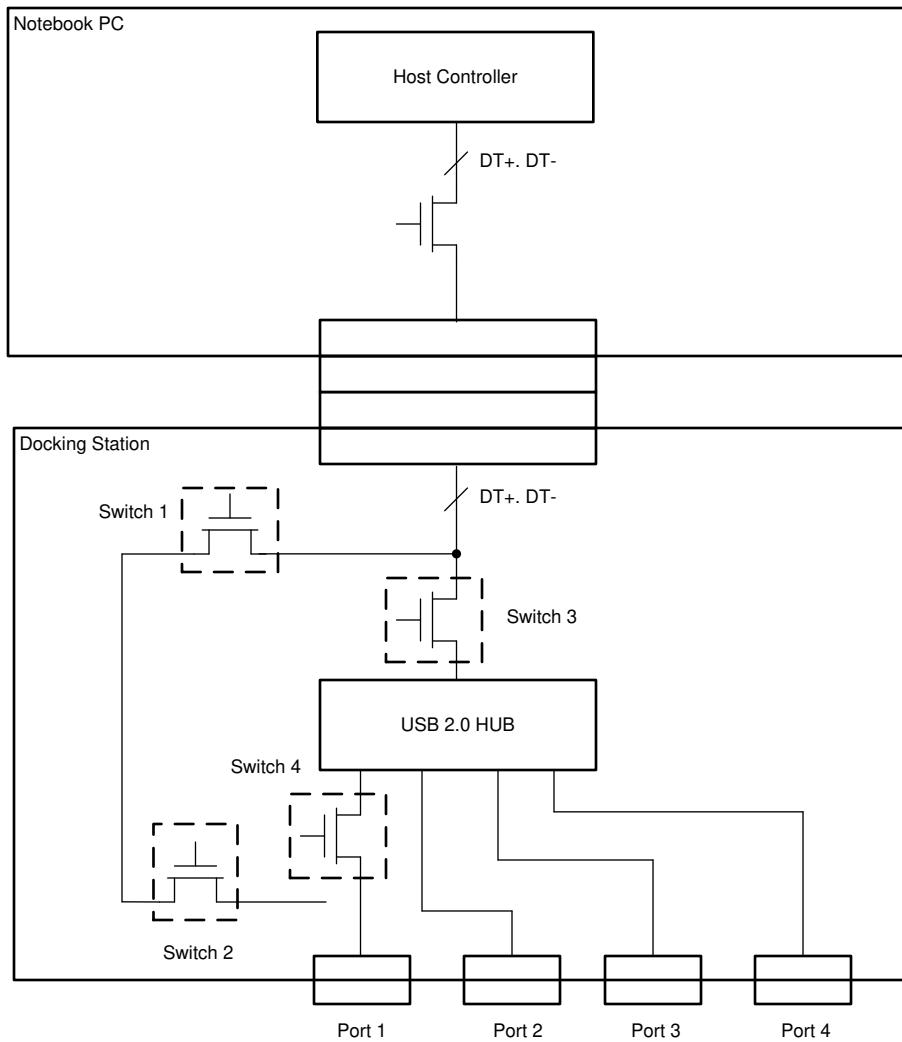 Notebook PC
Host Controller
DT+. DT-
Docking Station
DT+. DT-
Switch 1
Switch 3
USB 2.0 HUB
Switch 4
Switch 2
Port 1
Port 2
Port 3
Port 4